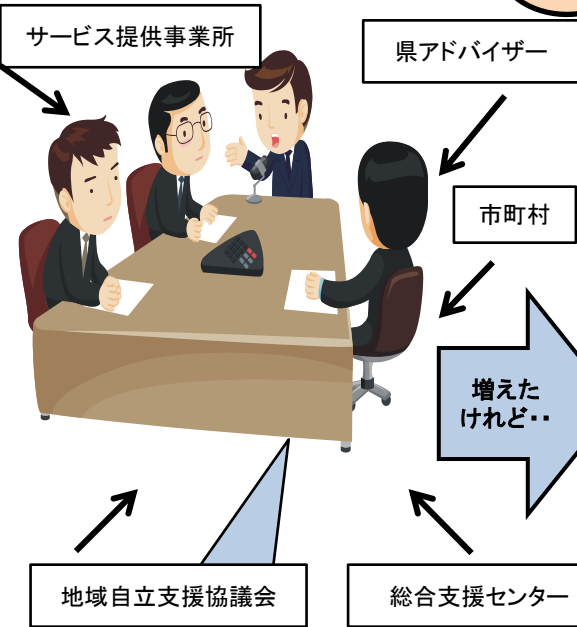 サービス提供事業所
県アドバイザー
市町村
増えた
けれど・・
地域自立支援協議会
総合支援センター